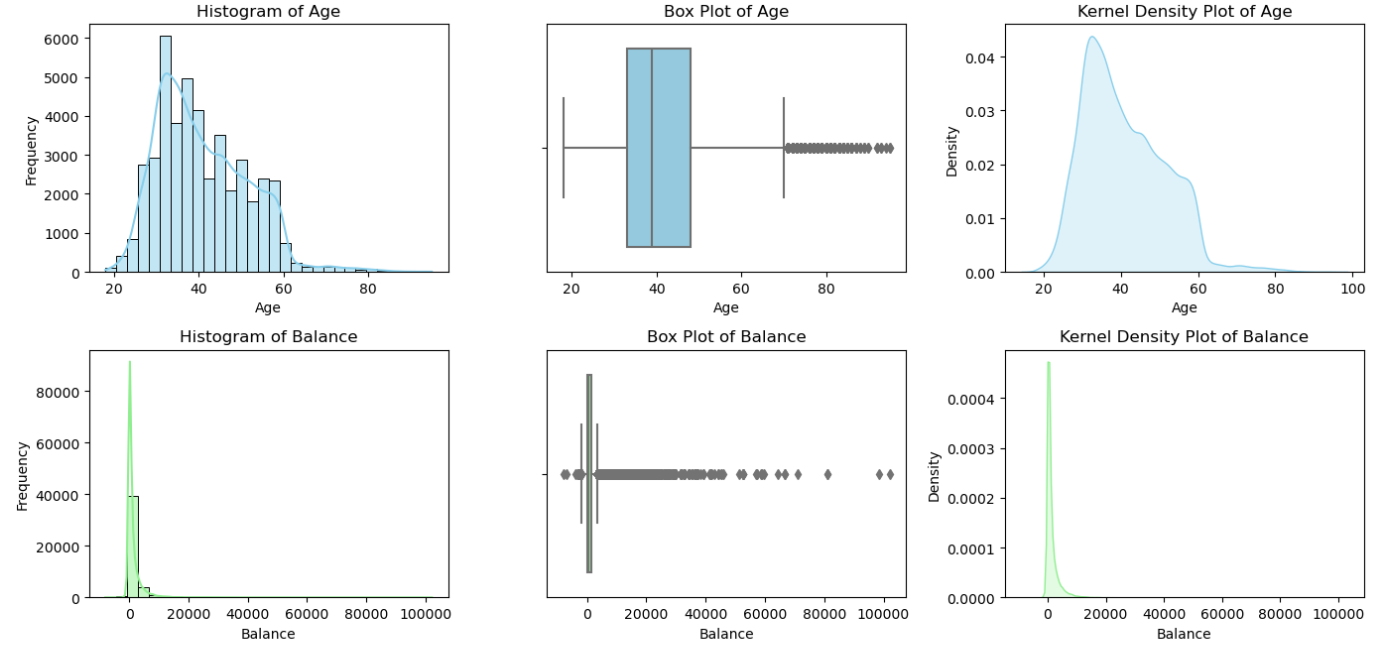 Histogram of Age
6000
5000
4000
3000
2000
1000
0
Frequency
20 40 60 80
Age
Box Plot of Age
20 40 60 80
Age
Kernel Density Plot of Age
0.04
0.03
0.02
0.01
0.00
Density
20 40 60 80 100
Age
Histogram of Balance
80000
60000
40000
20000
0
Frequency
0 20000 40000 60000 80000 100000
Balance
Box Plot of Balance
0 20000 40000 60000 80000 100000
Balance
Kernel Density Plot of Balance
0.0004
0.0003
0.0002
0.0001
0.0000
Density
0 20000 40000 60000 80000 100000
Balance